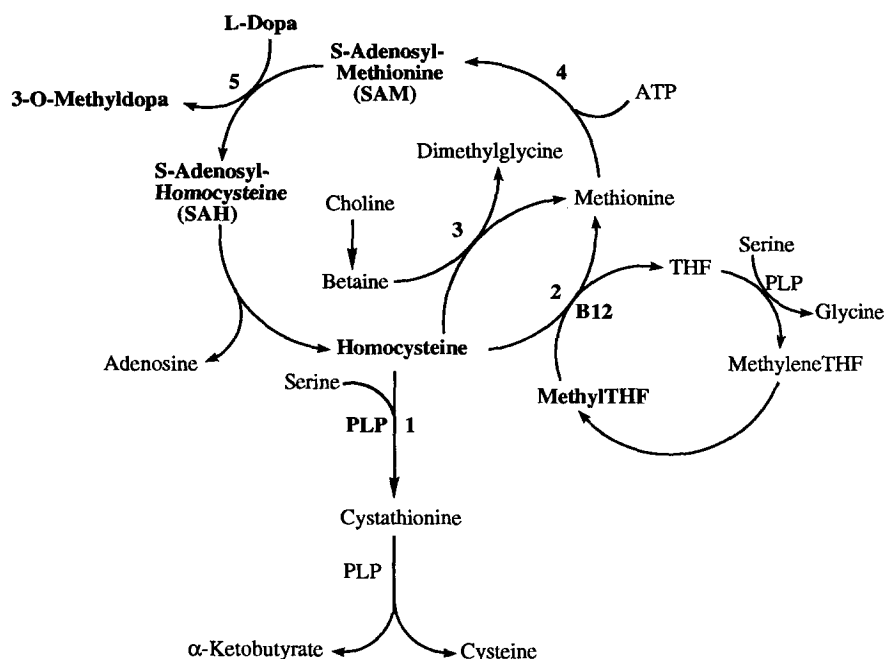 L-Dopa
S-Adenosyl-
Methionine
(SAM)
5
4
ATP
3-O-Methyldopa
Dimethylglycine
S-Adenosyl-
Homocysteine
(SAH)
Choline
Methionine
3
Serine
Betaine
THF
PLP
2
B12
Glycine
Adenosine
Homocysteine
MethyleneTHF
Serine
MethylTHF
PLP
1
Cystathionine
PLP
α-Ketobutyrate
Cysteine